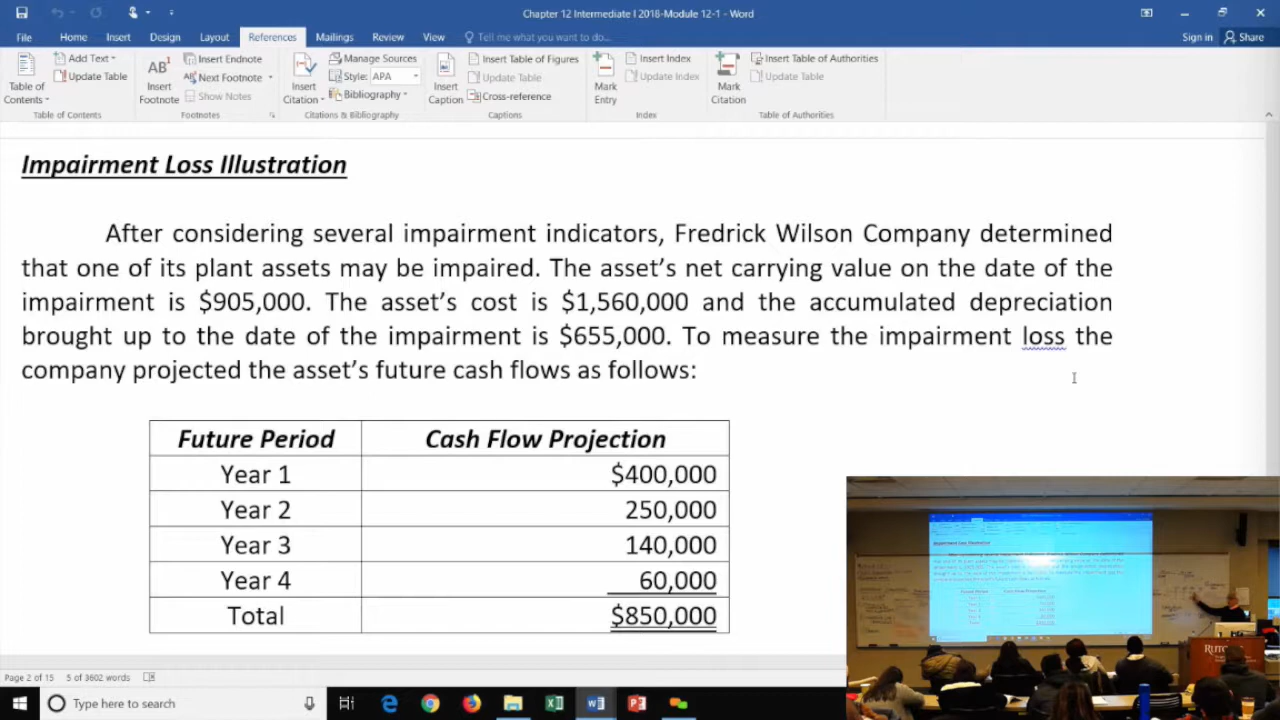 Chapter 12 Intermediate I 2018-Module 12-1 - Word
File Home Insert Design Layout References Mailings Review View Tell me what you want to do... Sign in Share
Table of Contents
Add Text
Update Table
Table of Contents
AB1
Insert Footnote
Insert Endnote
Next Footnote
Show Notes
Footnotes
Insert Citation
Manage Sources
Style: APA
Bibliography
Citations & Bibliography
Insert Caption
Insert Table of Figures
Update Table
Cross-reference
Captions
Mark Entry
Insert Index
Update Index
Index
Mark Citation
Insert Table of Authorities
Update Table
Table of Authorities
Impairment Loss Illustration
After considering several impairment indicators, Fredrick Wilson Company determined
that one of its plant assets may be impaired. The asset's net carrying value on the date of the
impairment is $905,000. The asset's cost is $1,560,000 and the accumulated depreciation
brought up to the date of the impairment is $655,000. To measure the impairment loss the
company projected the asset's future cash flows as follows:
Future Period Cash Flow Projection
Year 1 $400,000
Year 2 250,000
Year 3 140,000
Year 4 60,000
Total $850,000
Page 2 of 15 5 of 3602 words
Type here to search